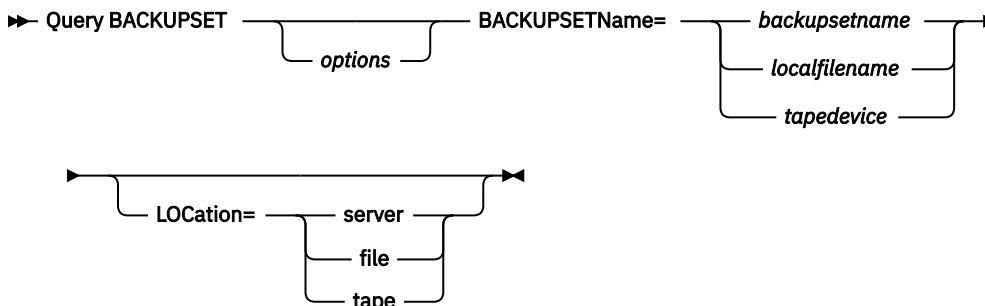 Query BACKUPSET options BACKUPSETName= backupsetname
localfilename
tapedevice
LOCation= server
file
tape